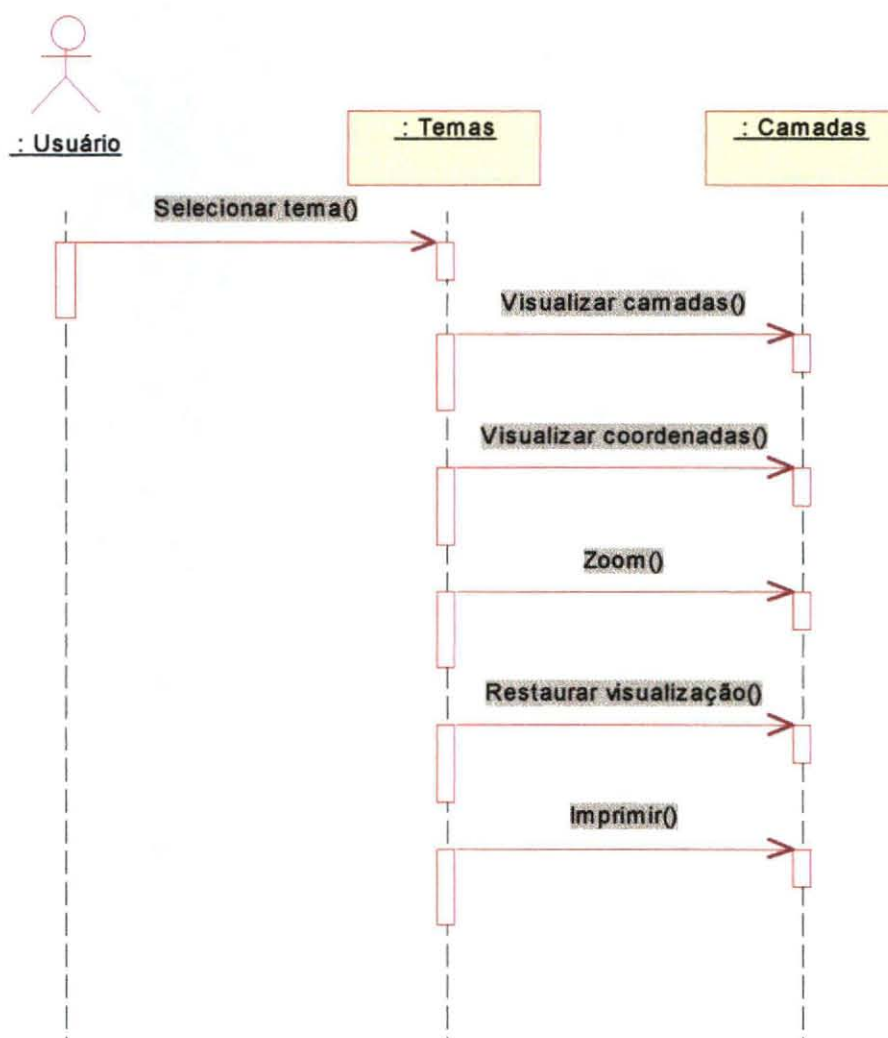 : Usuário
: Temas
: Camadas
Selecionar tema()
Visualizar camadas()
Visualizar coordenadas()
Zoom()
Restaurar visualização()
Imprimir()